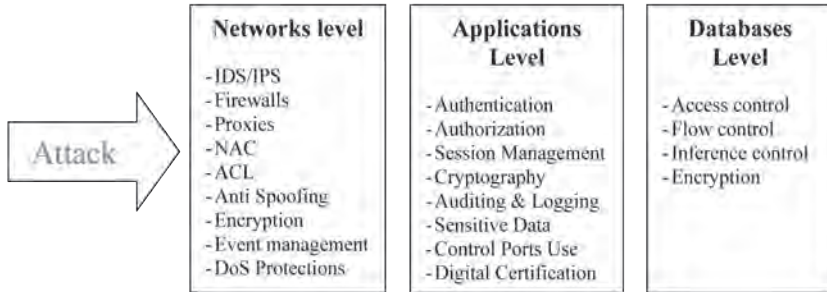 Attack
Networks level
-IDS/IPS
-Firewalls
-Proxies
-NAC
-ACL
-Anti Spoofing
-Encryption
-Event management
-DoS Protections
Applications
Level
-Authentication
-Authorization
-Session Management
-Cryptography
-Auditing & Logging
-Sensitive Data
-Control Ports Use
-Digital Certification
Databases
Level
-Access control
-Flow control
-Inference control
-Encryption